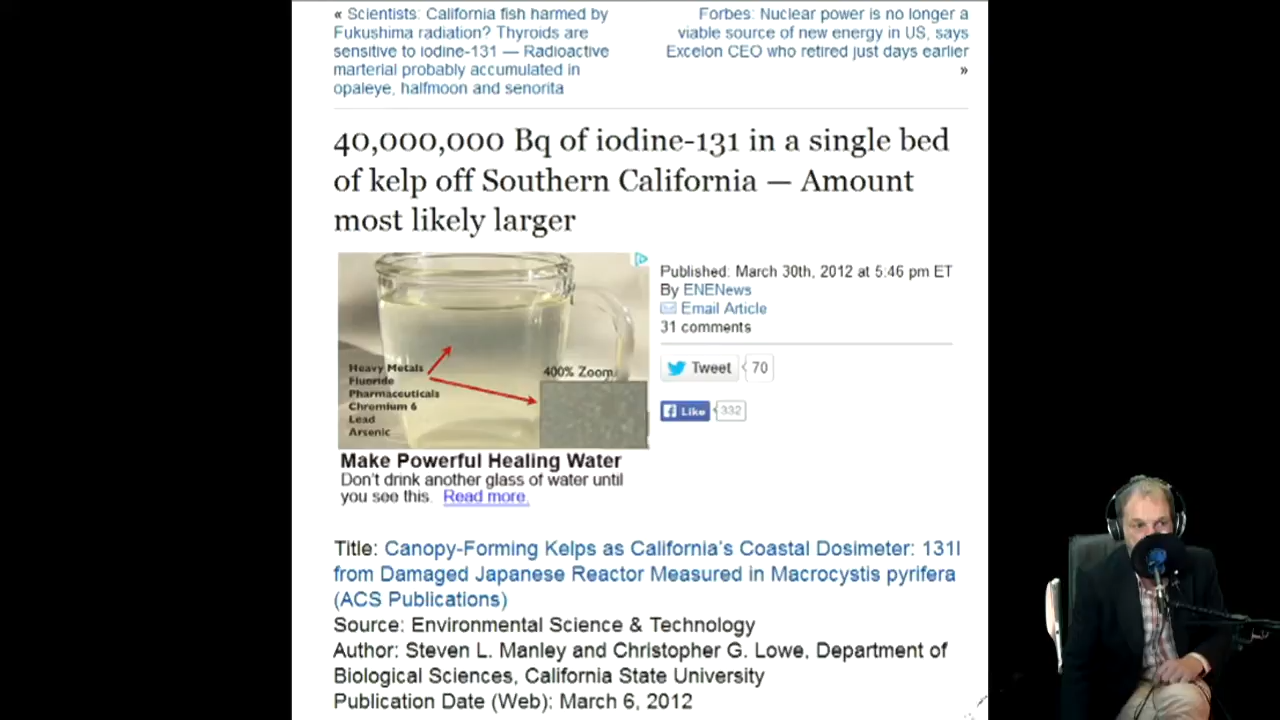 « Scientists: California fish harmed by
Fukushima radiation? Thyroids are
sensitive to iodine-131 — Radioactive
marterial probably accumulated in
opaleye, halfmoon and senorita
Forbes: Nuclear power is no longer a
viable source of new energy in US, says
Excelon CEO who retired just days earlier
»
40,000,000 Bq of iodine-131 in a single bed
of kelp off Southern California — Amount
most likely larger
Heavy Metals
Fluoride
Pharmaceuticals
Chromium 6
Lead
Arsenic
400% Zoom
Make Powerful Healing Water
Don't drink another glass of water until
you see this. Read more.
Published: March 30th, 2012 at 5:46 pm ET
By ENENews
Email Article
31 comments
Tweet 70
Like 332
Title: Canopy-Forming Kelps as California's Coastal Dosimeter: 131I
from Damaged Japanese Reactor Measured in Macrocystis pyrifera
(ACS Publications)
Source: Environmental Science & Technology
Author: Steven L. Manley and Christopher G. Lowe, Department of
Biological Sciences, California State University
Publication Date (Web): March 6, 2012